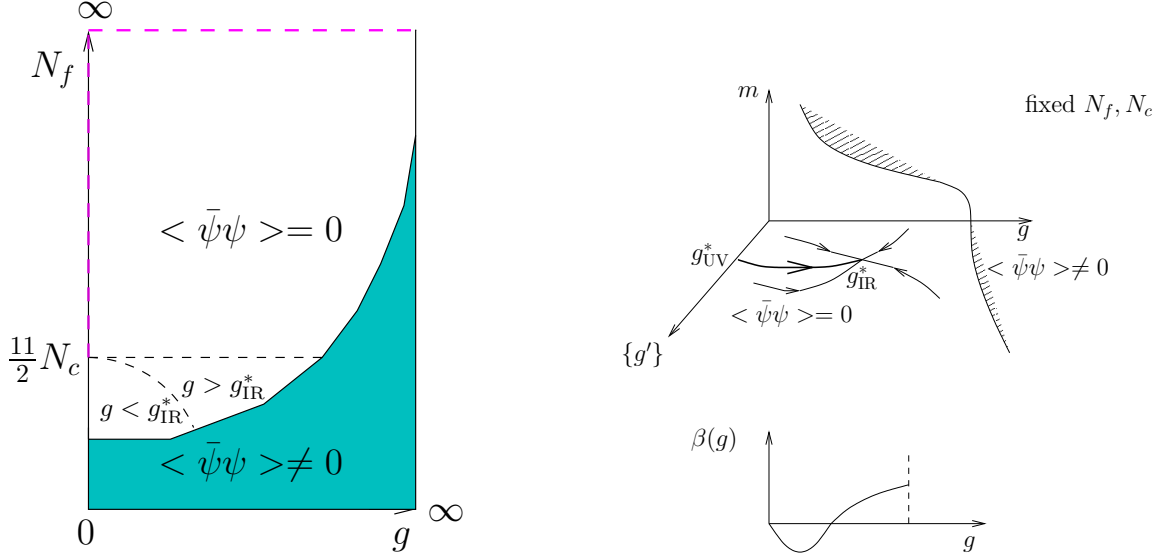 ∞
N_f
< ψ̄ψ >= 0
11/2 N_c
g > g*_IR
g < g*_IR
< ψ̄ψ >≠ 0
0
g
∞
m
fixed N_f, N_c
g
g*_UV
g*_IR
< ψ̄ψ >≠ 0
< ψ̄ψ >= 0
{g'}
β(g)
g